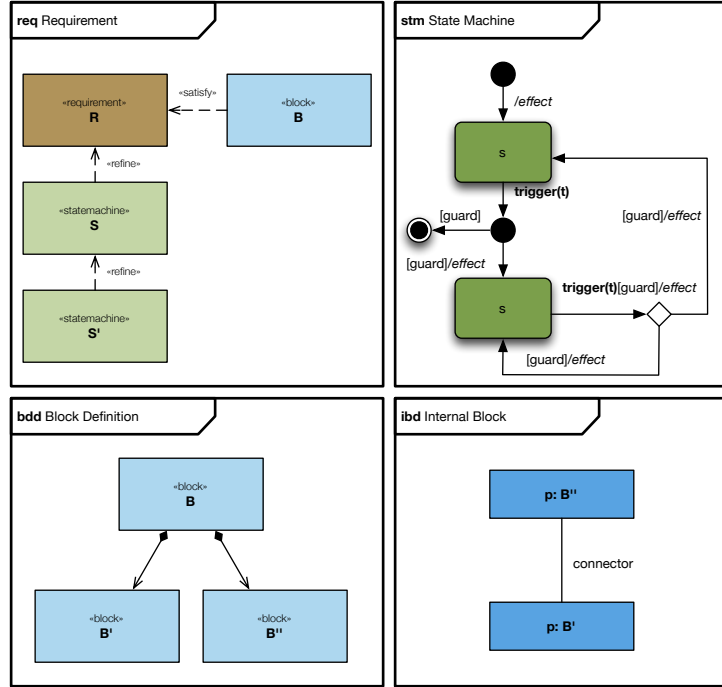 req Requirement
«requirement»
R
«satisfy»
«block»
B
«refine»
«statemachine»
S
«refine»
«statemachine»
S'
stm State Machine
/effect
s
trigger(t)
[guard]
[guard]/effect
[guard]/effect
s
trigger(t)[guard]/effect
[guard]/effect
bdd Block Definition
«block»
B
«block»
B'
«block»
B''
ibd Internal Block
p: B''
connector
p: B'